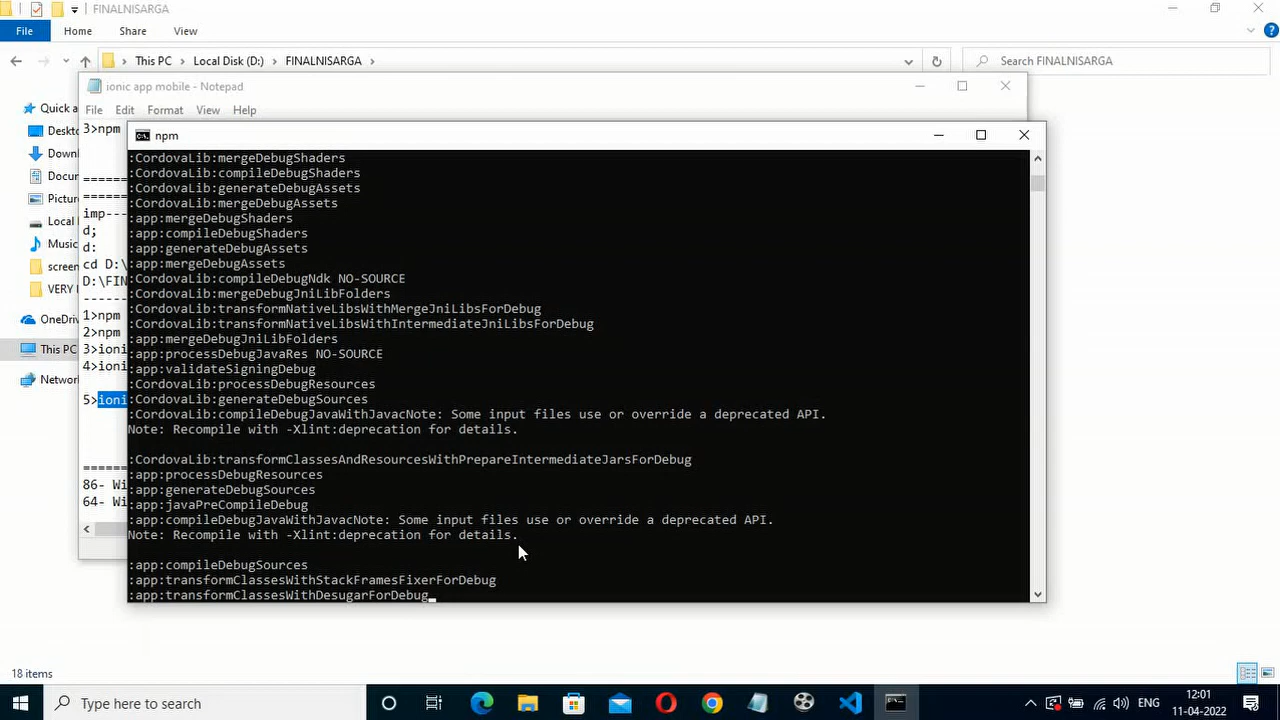 FINALNISARGA
File Home Share View
This PC Local Disk (D:) FINALNISARGA Search FINALNISARGA
ionic app mobile - Notepad
File Edit Format View Help
Quick a
Deskto
Downl
Docun
Picture
Local
Music
screen
VERY
OneDriv
This PC
Network
3>npm
imp---
d;
d:
cd D:\
D:\FIN
1>npm
2>npm
3>ioni
4>ioni
5>ioni
86- Wi
64- Wi
npm
:CordovaLib:mergeDebugShaders
:CordovaLib:compileDebugShaders
:CordovaLib:generateDebugAssets
:CordovaLib:mergeDebugAssets
:app:mergeDebugShaders
:app:compileDebugShaders
:app:generateDebugAssets
:app:mergeDebugAssets
:CordovaLib:compileDebugNdk NO-SOURCE
:CordovaLib:mergeDebugJniLibFolders
:CordovaLib:transformNativeLibsWithMergeJniLibsForDebug
:CordovaLib:transformNativeLibsWithIntermediateJniLibsForDebug
:app:mergeDebugJniLibFolders
:app:processDebugJavaRes NO-SOURCE
:app:validateSigningDebug
:CordovaLib:processDebugResources
:CordovaLib:generateDebugSources
:CordovaLib:compileDebugJavaWithJavacNote: Some input files use or override a deprecated API.
Note: Recompile with -Xlint:deprecation for details.
:CordovaLib:transformClassesAndResourcesWithPrepareIntermediateJarsForDebug
:app:processDebugResources
:app:generateDebugSources
:app:javaPreCompileDebug
:app:compileDebugJavaWithJavacNote: Some input files use or override a deprecated API.
Note: Recompile with -Xlint:deprecation for details.
:app:compileDebugSources
:app:transformClassesWithStackFramesFixerForDebug
:app:transformClassesWithDesugarForDebug
18 items
Type here to search
ENG
12:01
11-04-2022